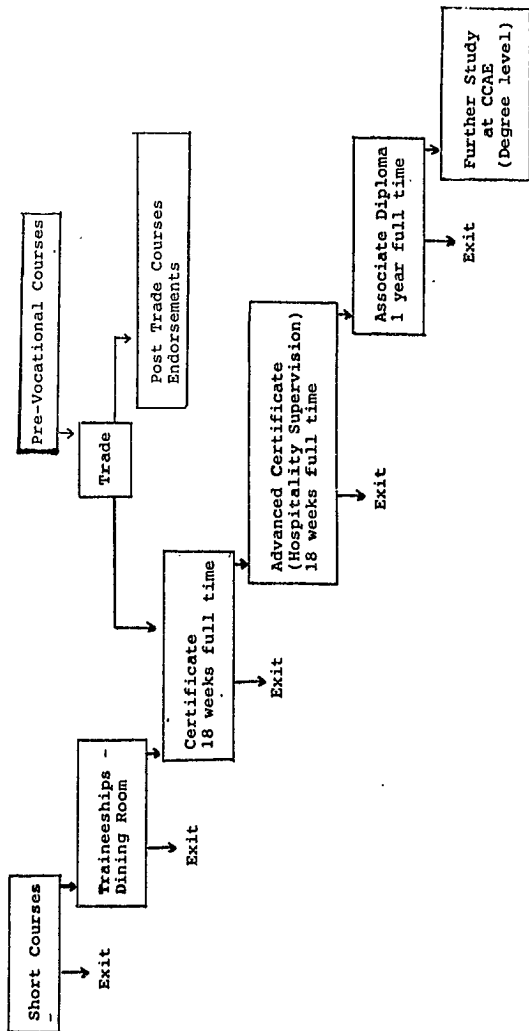 Pre-Vocational Courses
Trade
Post Trade Courses
Endorsements
Short Courses
-
Exit
Traineeships -
Dining Room
Exit
Certificate
18 weeks full time
Exit
Advanced Certificate
(Hospitality Supervision)
18 weeks full time
Exit
Associate Diploma
1 year full time
Exit
Further Study
at CCAE
(Degree level)